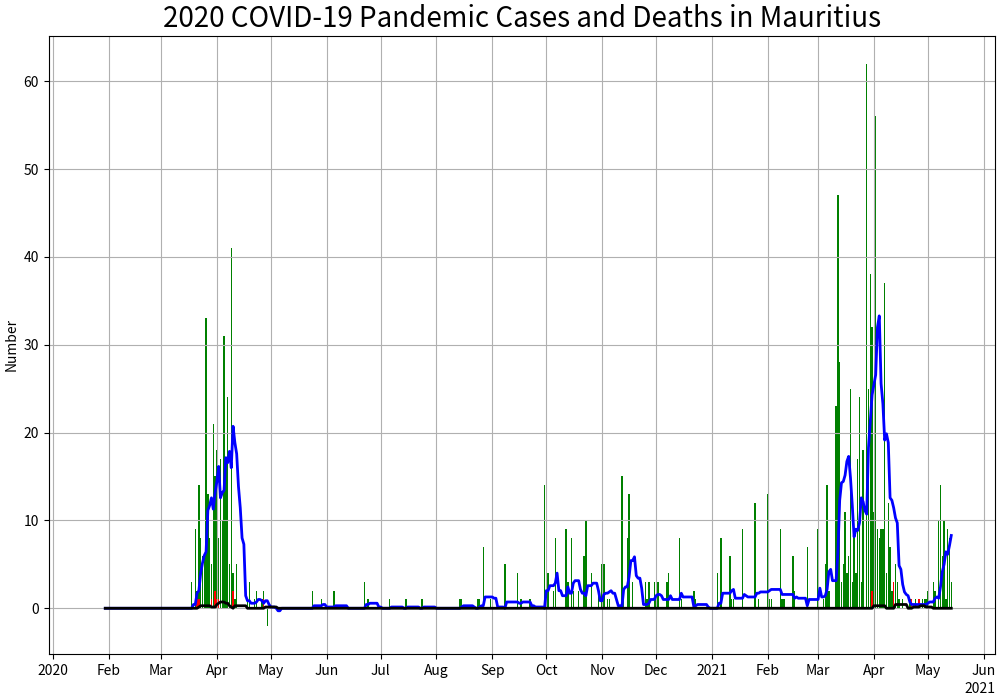 2020 COVID-19 Pandemic Cases and Deaths in Mauritius
Number
60
50
40
30
20
10
0
2020 Feb Mar Apr May Jun Jul Aug Sep Oct Nov Dec 2021 Feb Mar Apr May Jun
2021